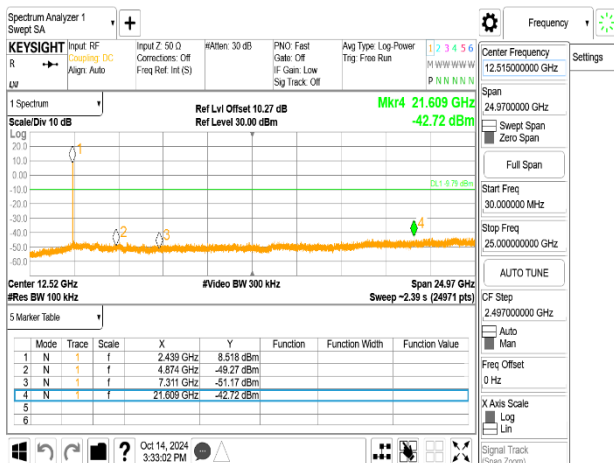 Spectrum Analyzer 1
Swept SA
Frequency
KEYSIGHT
R
LXI
Input: RF
Coupling: DC
Align: Auto
Input Z: 50 Ω
Corrections: Off
Freq Ref: Int (S)
#Atten: 30 dB
PNO: Fast
Gate: Off
IF Gain: Low
Sig Track: Off
Avg Type: Log-Power
Trig: Free Run
1 2 3 4 5 6
M W W W W W
P N N N N N
1 Spectrum
Scale/Div 10 dB
Ref Lvl Offset 10.27 dB
Ref Level 30.00 dBm
Mkr4 21.609 GHz
-42.72 dBm
Log
20.0
10.0
0.00
-10.0
-20.0
-30.0
-40.0
-50.0
-60.0
1
2
3
4
DL1 -9.79 dBm
Center 12.52 GHz
#Res BW 100 kHz
#Video BW 300 kHz
Span 24.97 GHz
Sweep ~2.39 s (24971 pts)
5 Marker Table
Mode Trace Scale X Y Function Function Width Function Value
1 N 1 f 2.439 GHz 8.518 dBm
2 N 1 f 4.874 GHz -49.27 dBm
3 N 1 f 7.311 GHz -51.17 dBm
4 N 1 f 21.609 GHz -42.72 dBm
5
6
?
Oct 14, 2024
3:33:02 PM
Center Frequency
12.515000000 GHz
Settings
Span
24.9700000 GHz
Swept Span
Zero Span
Full Span
Start Freq
30.000000 MHz
Stop Freq
25.000000000 GHz
AUTO TUNE
CF Step
2.497000000 GHz
Auto
Man
Freq Offset
0 Hz
X Axis Scale
Log
Lin
Signal Track
(Span Zoom)